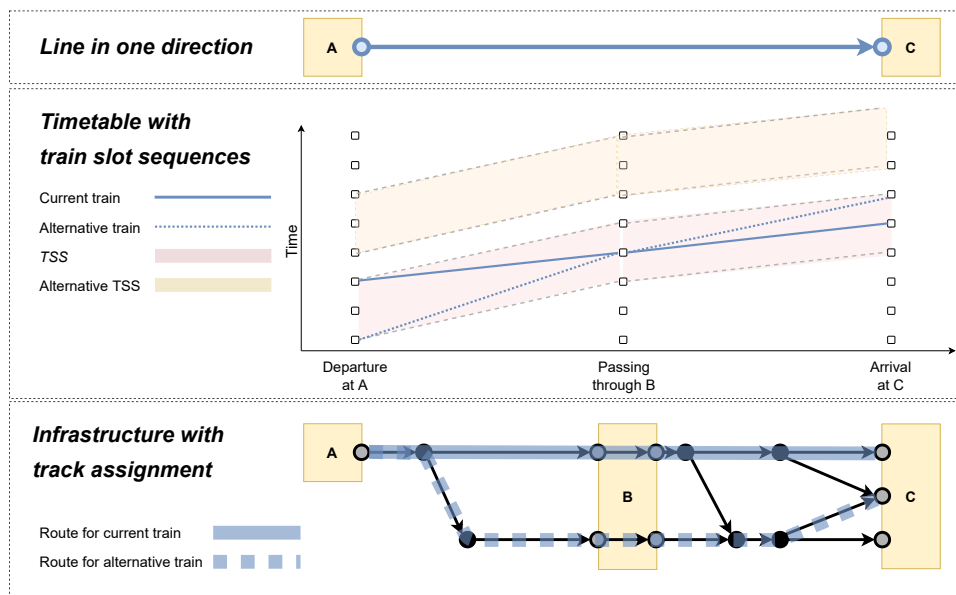 Line in one direction
A
C
Timetable with
train slot sequences
Current train
Alternative train
TSS
Alternative TSS
Time
Departure
at A
Passing
through B
Arrival
at C
Infrastructure with
track assignment
A
B
C
Route for current train
Route for alternative train